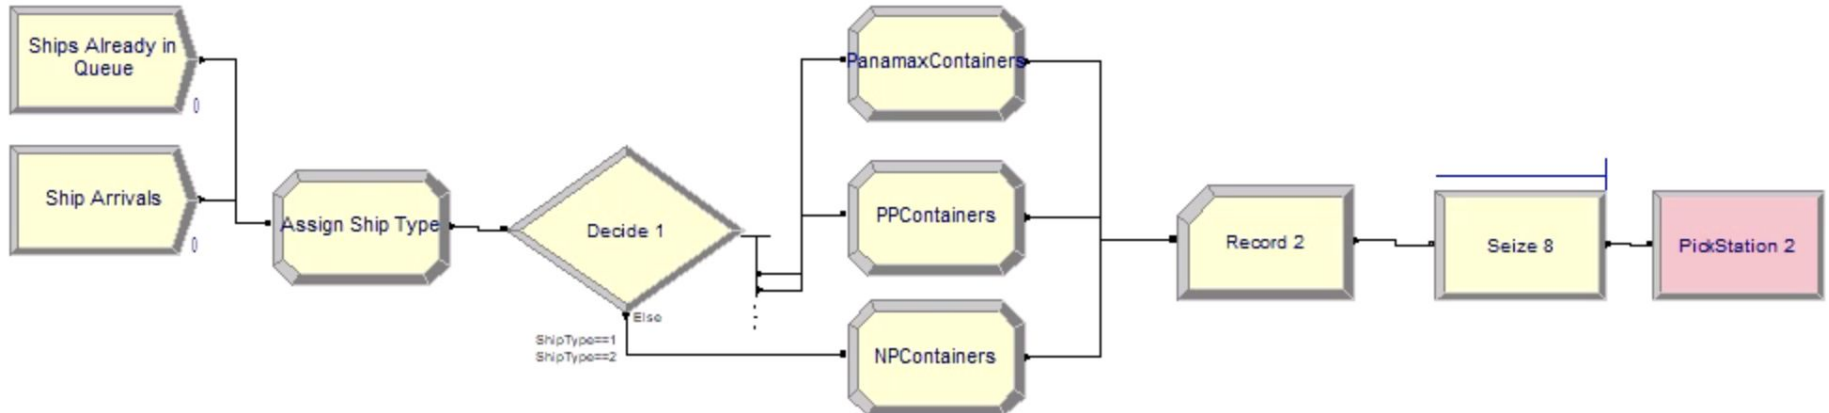 Ships Already in
Queue
0
Ship Arrivals
0
Assign Ship Type
Decide 1
Else
ShipType==1
ShipType==2
PanamaxContainers
PPContainers
NPContainers
Record 2
Seize 8
PickStation 2